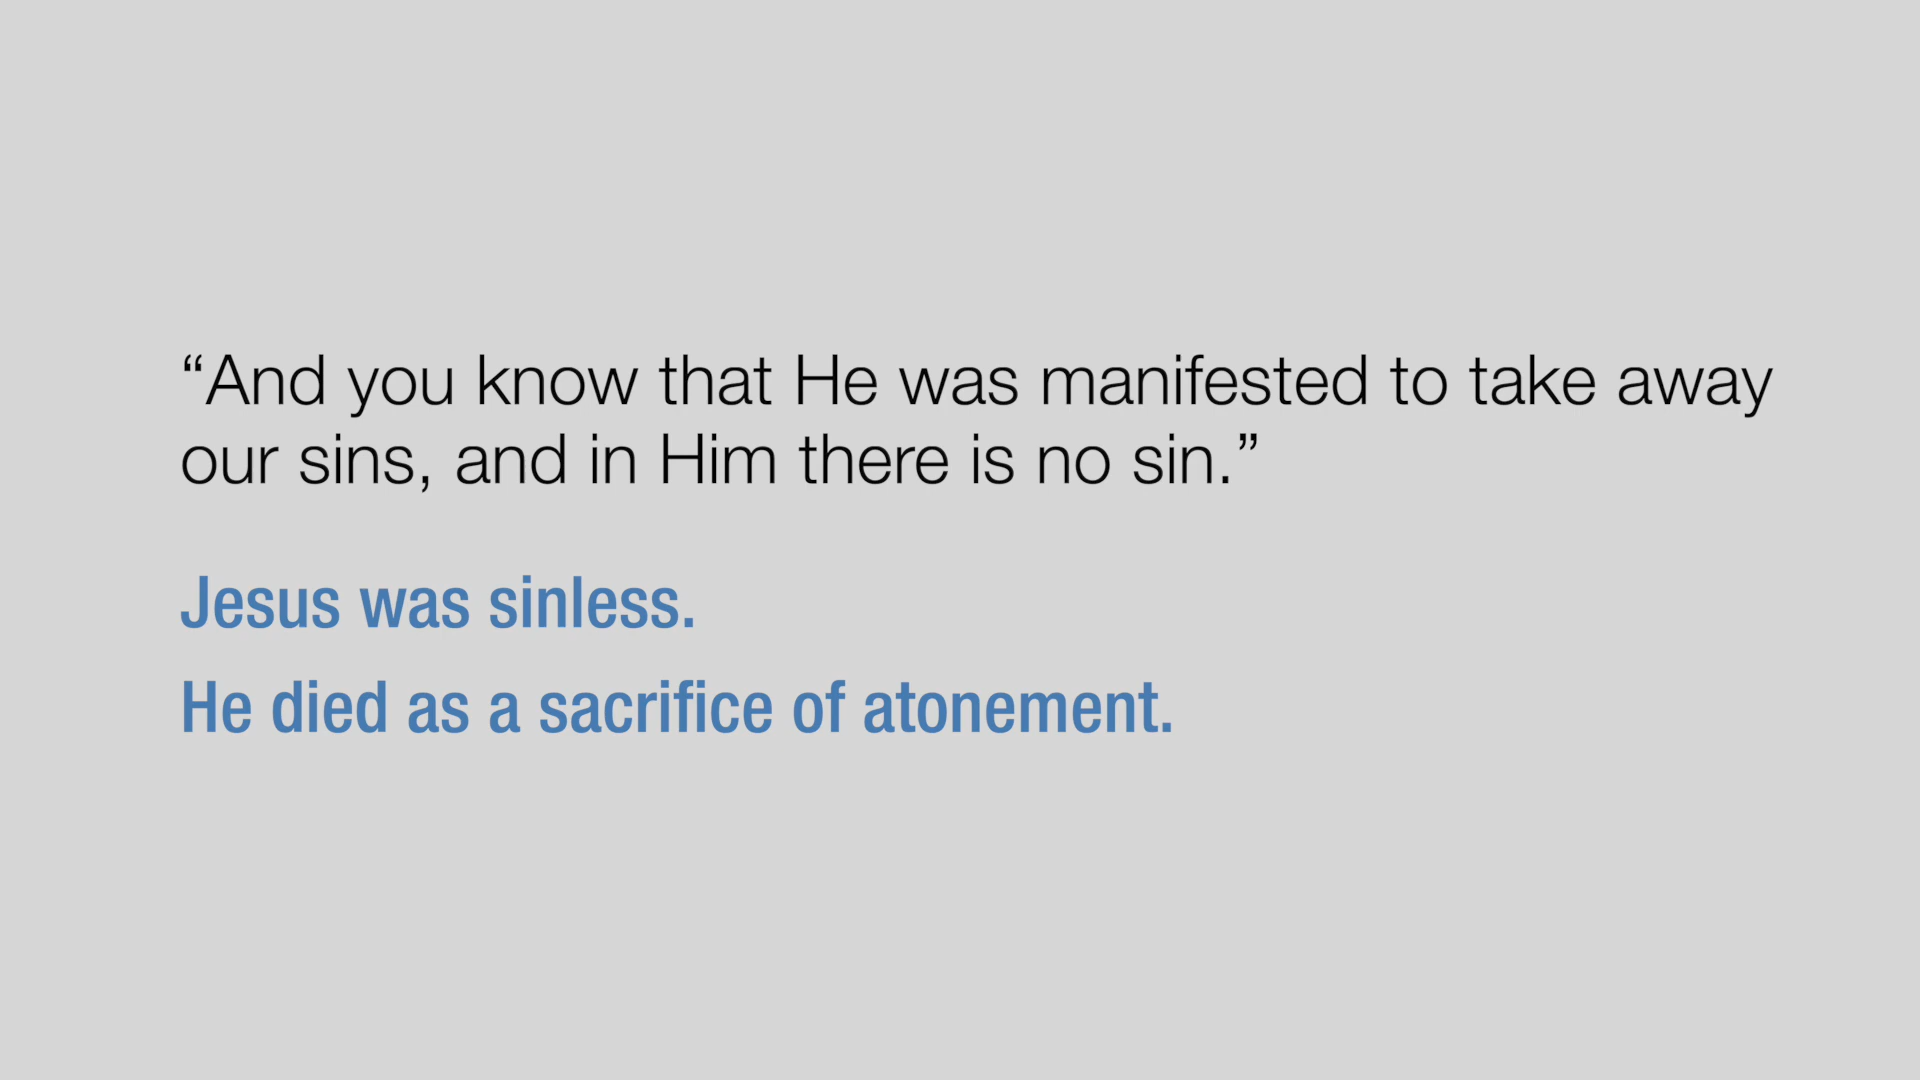 “And you know that He was manifested to take away
our sins, and in Him there is no sin.”
Jesus was sinless.
He died as a sacrifice of atonement.